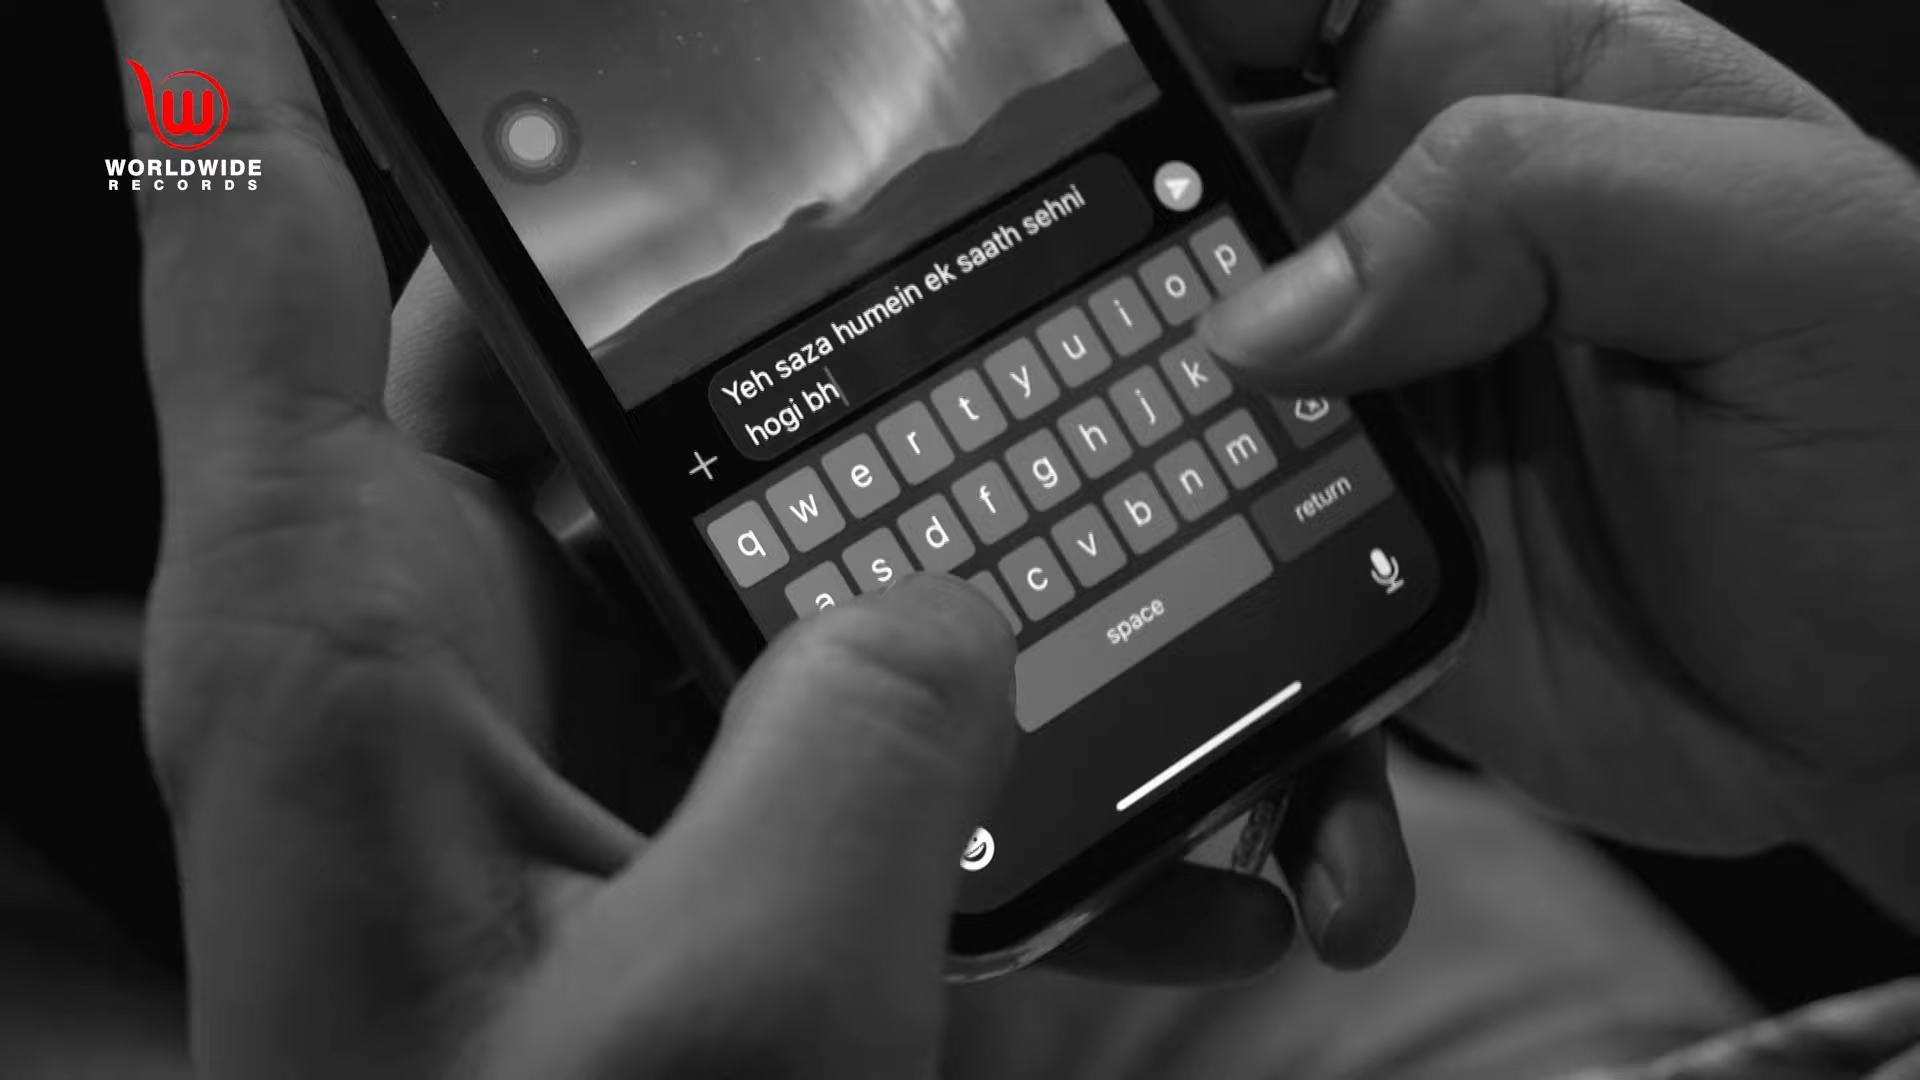 WORLDWIDE
RECORDS
Yeh saza humein ek saath sehni
hogi bh
q w e r t y u i o p
a s d f g h j k
c v b n m
space return